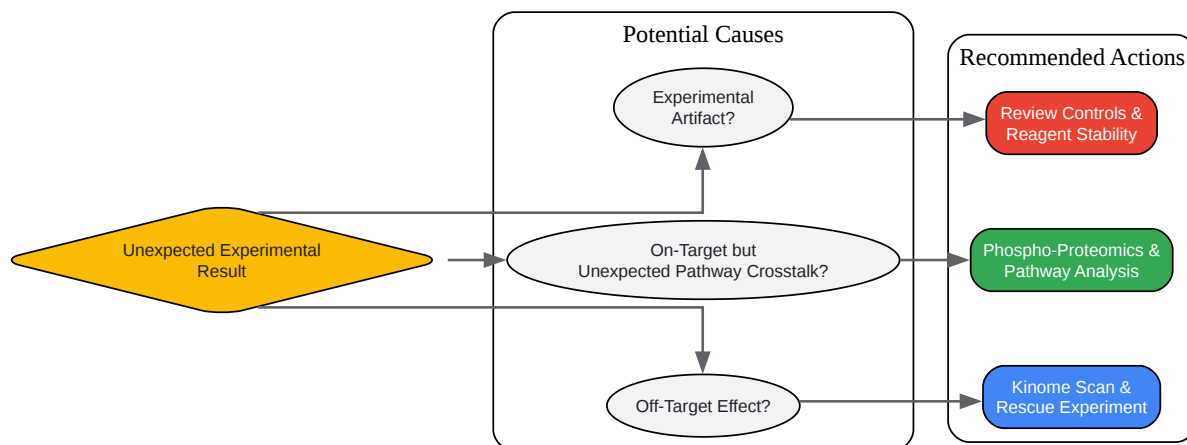 Potential Causes
Recommended Actions
Experimental
Artifact?
Review Controls &
Reagent Stability
Unexpected Experimental
Result
On-Target but
Unexpected Pathway Crosstalk?
Phospho-Proteomics &
Pathway Analysis
Off-Target Effect?
Kinome Scan &
Rescue Experiment